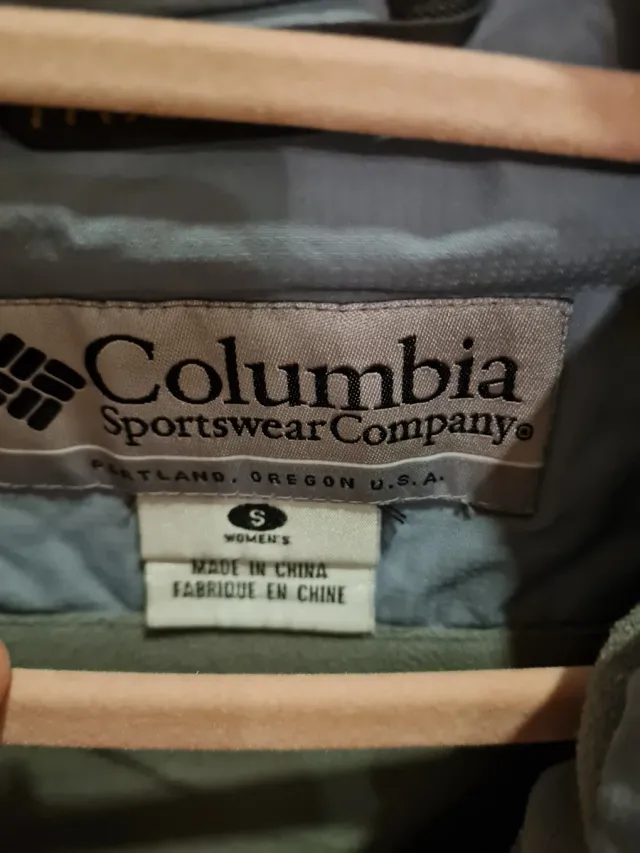 Columbia
Sportswear Company®
PORTLAND, OREGON U.S.A.
S
WOMEN'S
MADE IN CHINA
FABRIQUE EN CHINE